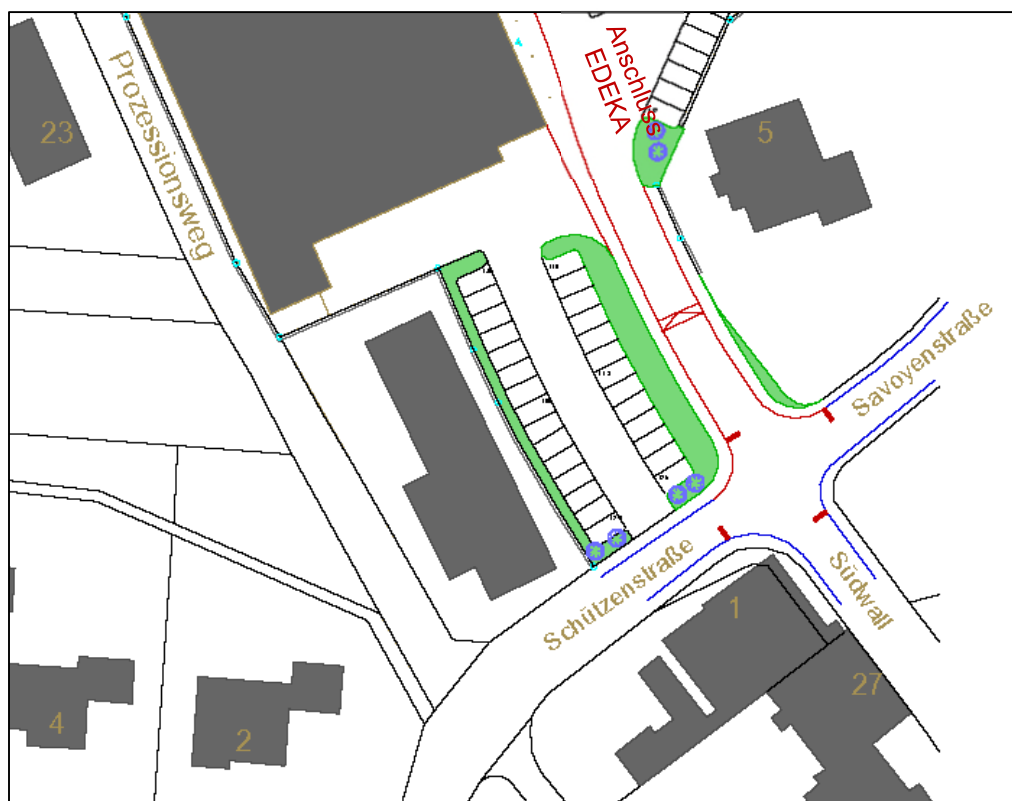 Prozessionsweg
Anschluss
EDEKA
23
5
Savoyenstraße
Schützenstraße
Südwall
1
27
4
2